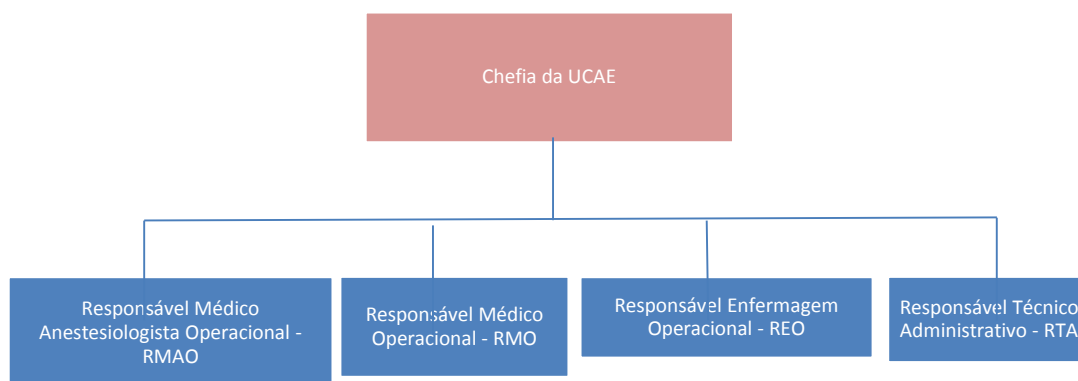 Chefia da UCAE
Responsável Médico
Anestesiologista Operacional -
RMAO
Responsável Médico
Operacional - RMO
Responsável Enfermagem
Operacional - REO
Responsável Técnico
Administrativo - RTA